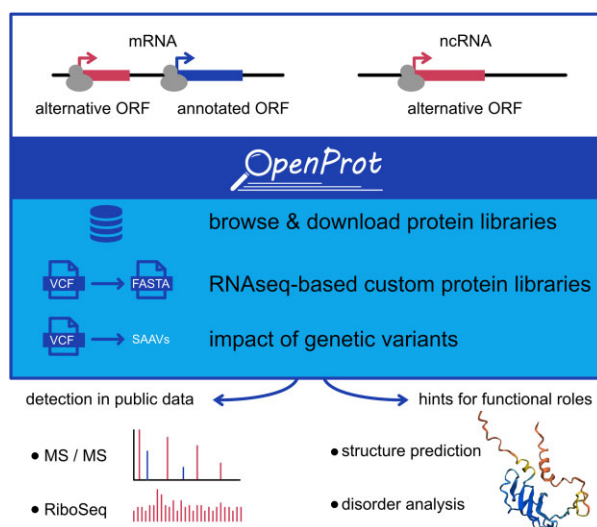 mRNA
ncRNA
alternative ORF
annotated ORF
alternative ORF
OpenProt
browse & download protein libraries
VCF
FASTA
RNAseq-based custom protein libraries
VCF
SAAVs
impact of genetic variants
detection in public data
hints for functional roles
● MS / MS
● structure prediction
● RiboSeq
● disorder analysis